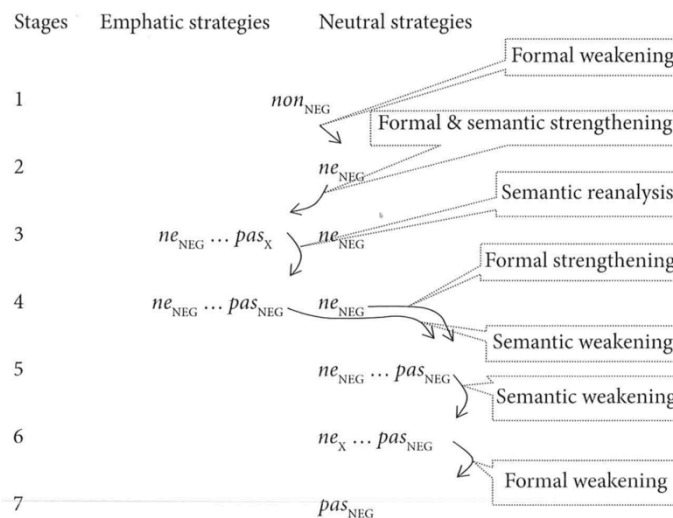 Stages Emphatic strategies Neutral strategies
Formal weakening
1 non_NEG
Formal & semantic strengthening
2 ne_NEG
Semantic reanalysis
3 ne_NEG … pas_X ne_NEG
Formal strengthening
4 ne_NEG … pas_NEG ne_NEG
Semantic weakening
5 ne_NEG … pas_NEG
Semantic weakening
6 ne_X … pas_NEG
Formal weakening
7 pas_NEG